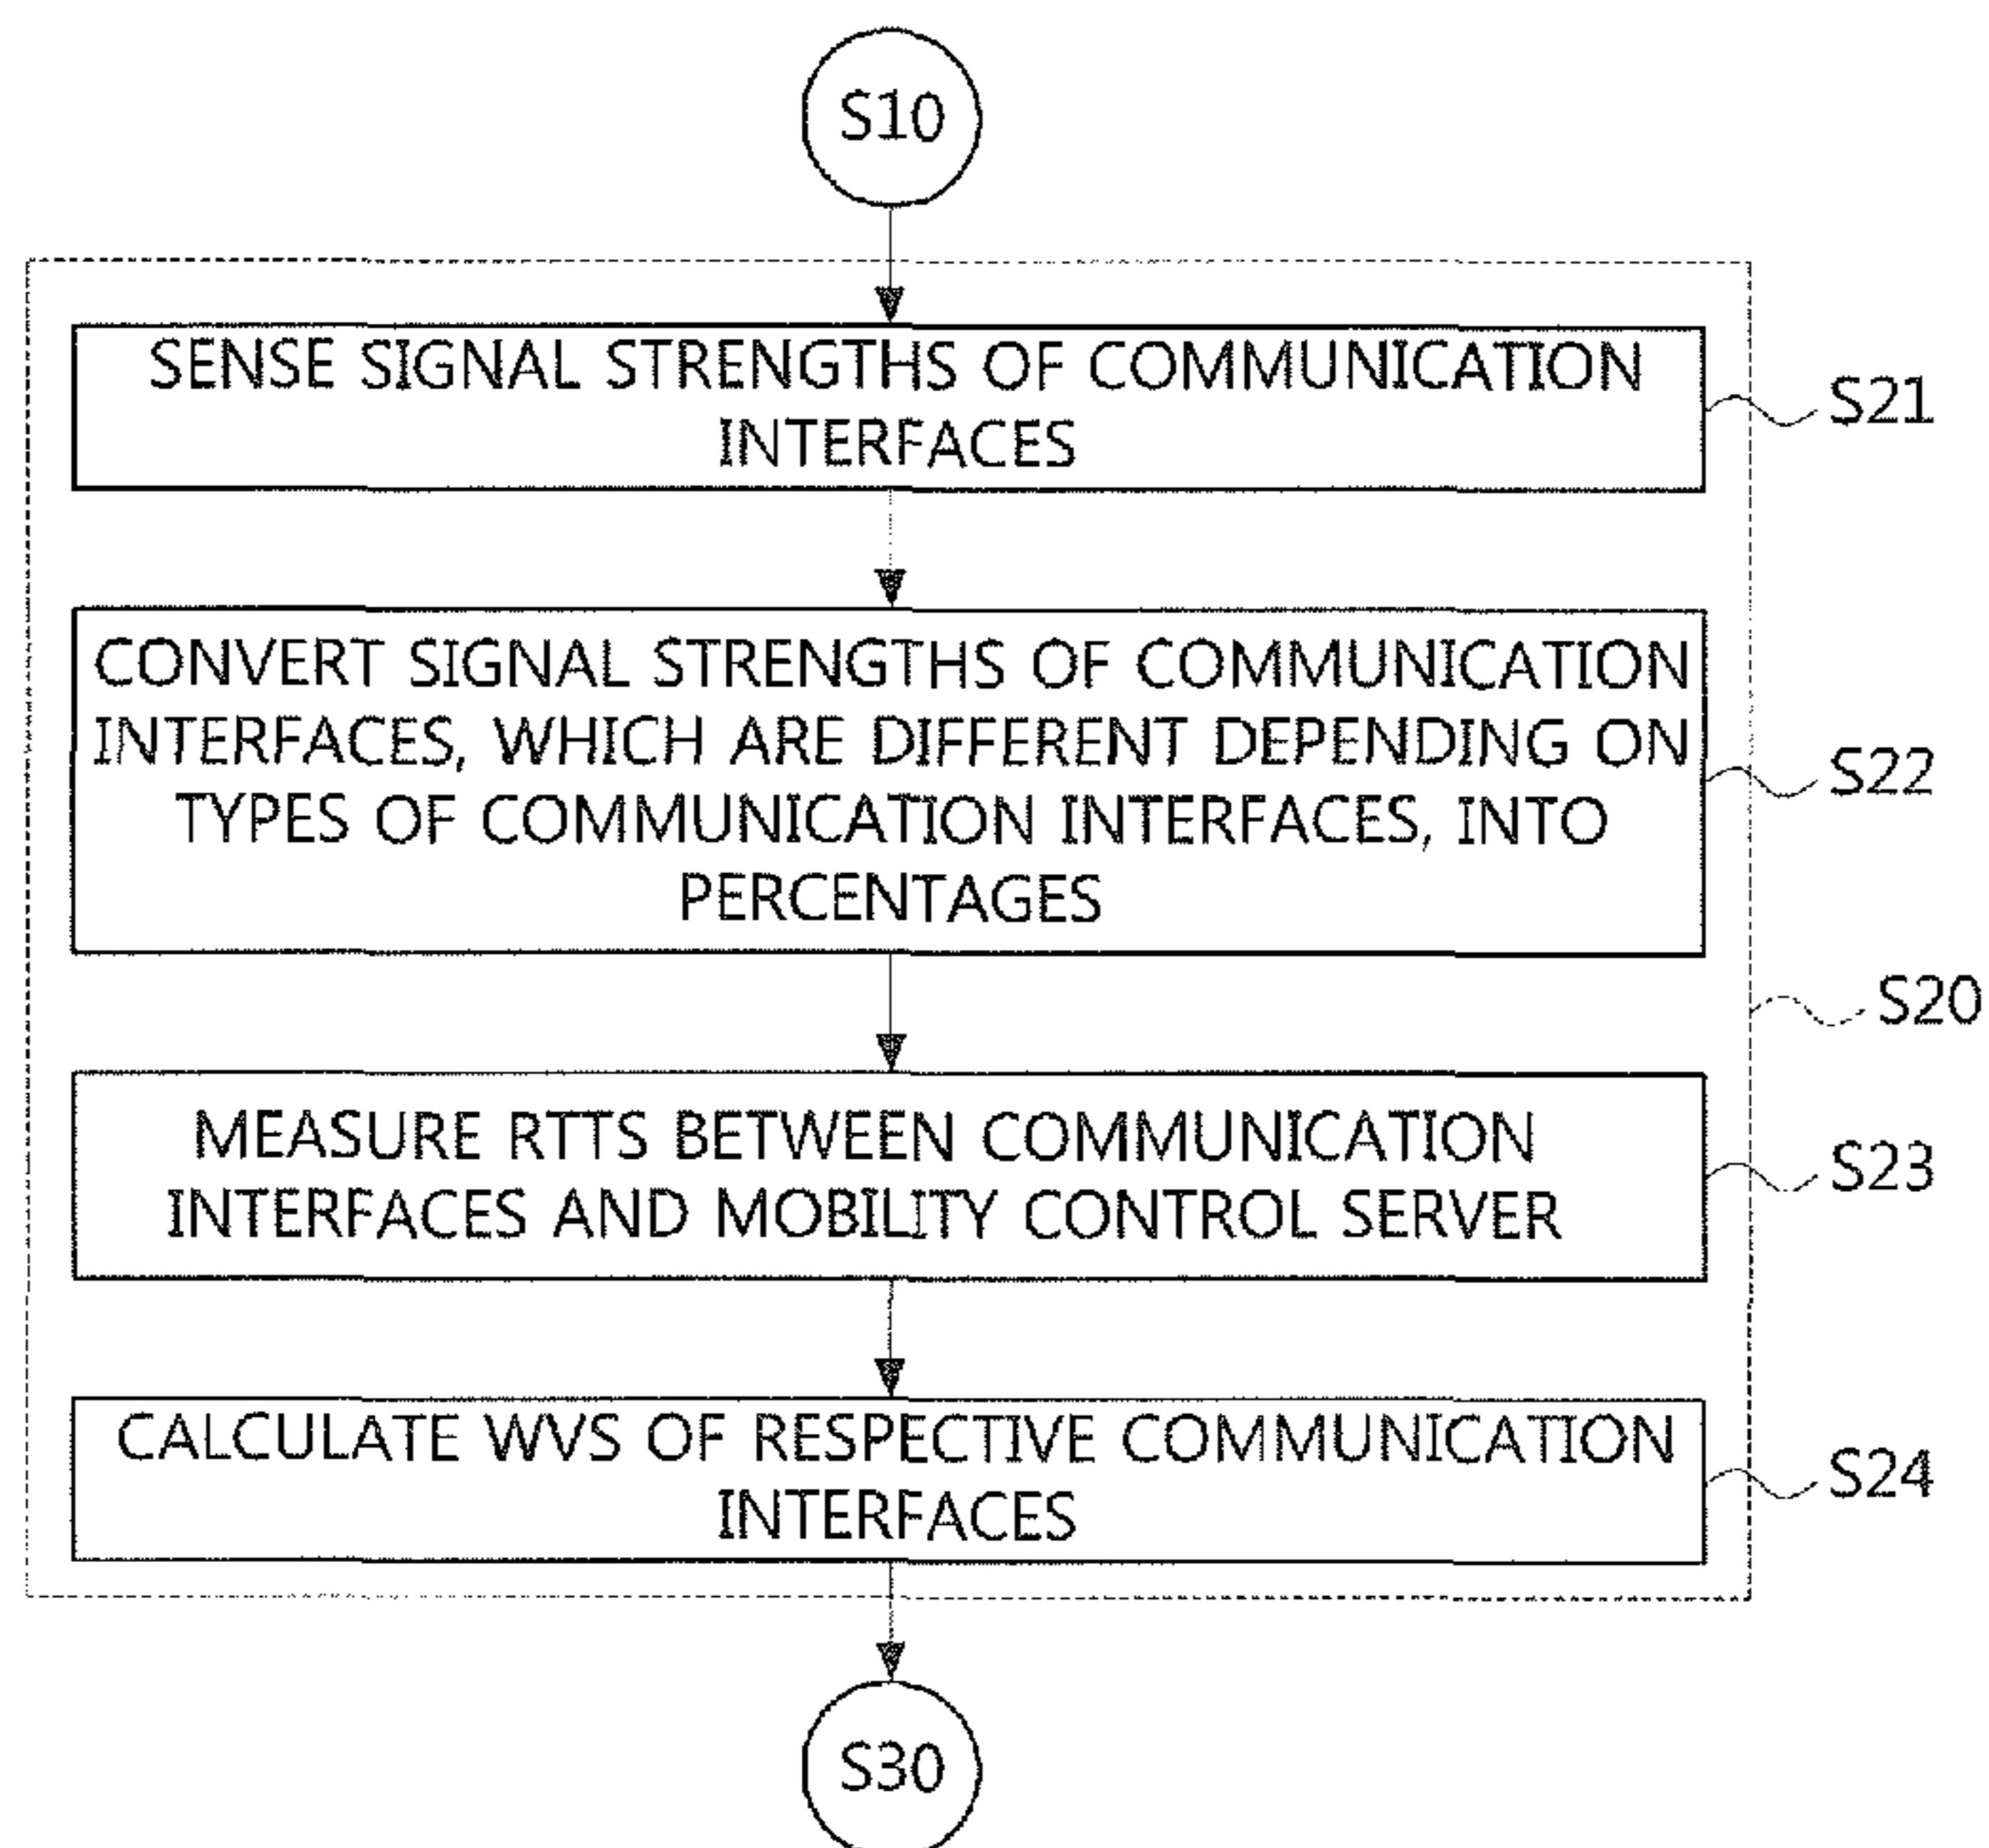 S10
SENSE SIGNAL STRENGTHS OF COMMUNICATION
INTERFACES
S21
CONVERT SIGNAL STRENGTHS OF COMMUNICATION
INTERFACES, WHICH ARE DIFFERENT DEPENDING ON
TYPES OF COMMUNICATION INTERFACES, INTO
PERCENTAGES
S22
S20
MEASURE RTTS BETWEEN COMMUNICATION
INTERFACES AND MOBILITY CONTROL SERVER
S23
CALCULATE WVS OF RESPECTIVE COMMUNICATION
INTERFACES
S24
S30